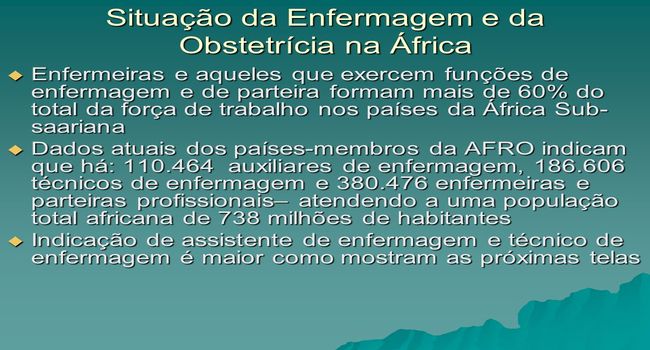 Situação da Enfermagem e da
Obstetrícia na África
Enfermeiras e aqueles que exercem funções de
enfermagem e de parteira formam mais de 60% do
total da força de trabalho nos países da África Sub-
saariana
Dados atuais dos países-membros da AFRO indicam
que há: 110.464 auxiliares de enfermagem, 186.606
técnicos de enfermagem e 380.476 enfermeiras e
parteiras profissionais– atendendo a uma população
total africana de 738 milhões de habitantes
Indicação de assistente de enfermagem e técnico de
enfermagem é maior como mostram as próximas telas